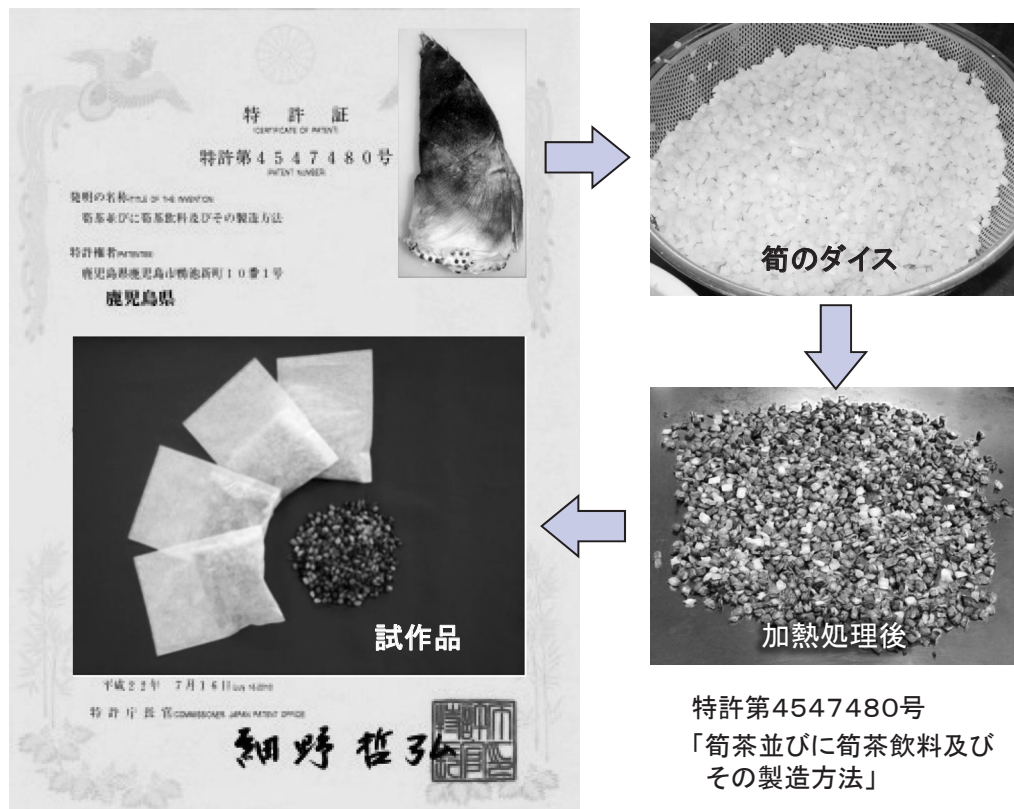 特許証
(CERTIFICATE OF PATENT)
特許第4547480号
(PATENT NUMBER)
発明の名称(TITLE OF THE INVENTION)
筍茶並びに筍茶飲料及びその製造方法
特許権者(PATENTEE)
鹿児島県鹿児島市鴨池新町10番1号
鹿児島県
試作品
平成22年 7月16日(July 16,2010)
特許庁長官(COMMISSIONER, JAPAN PATENT OFFICE)
細野哲弘
筍のダイス
加熱処理後
特許第4547480号
「筍茶並びに筍茶飲料及び
その製造方法」